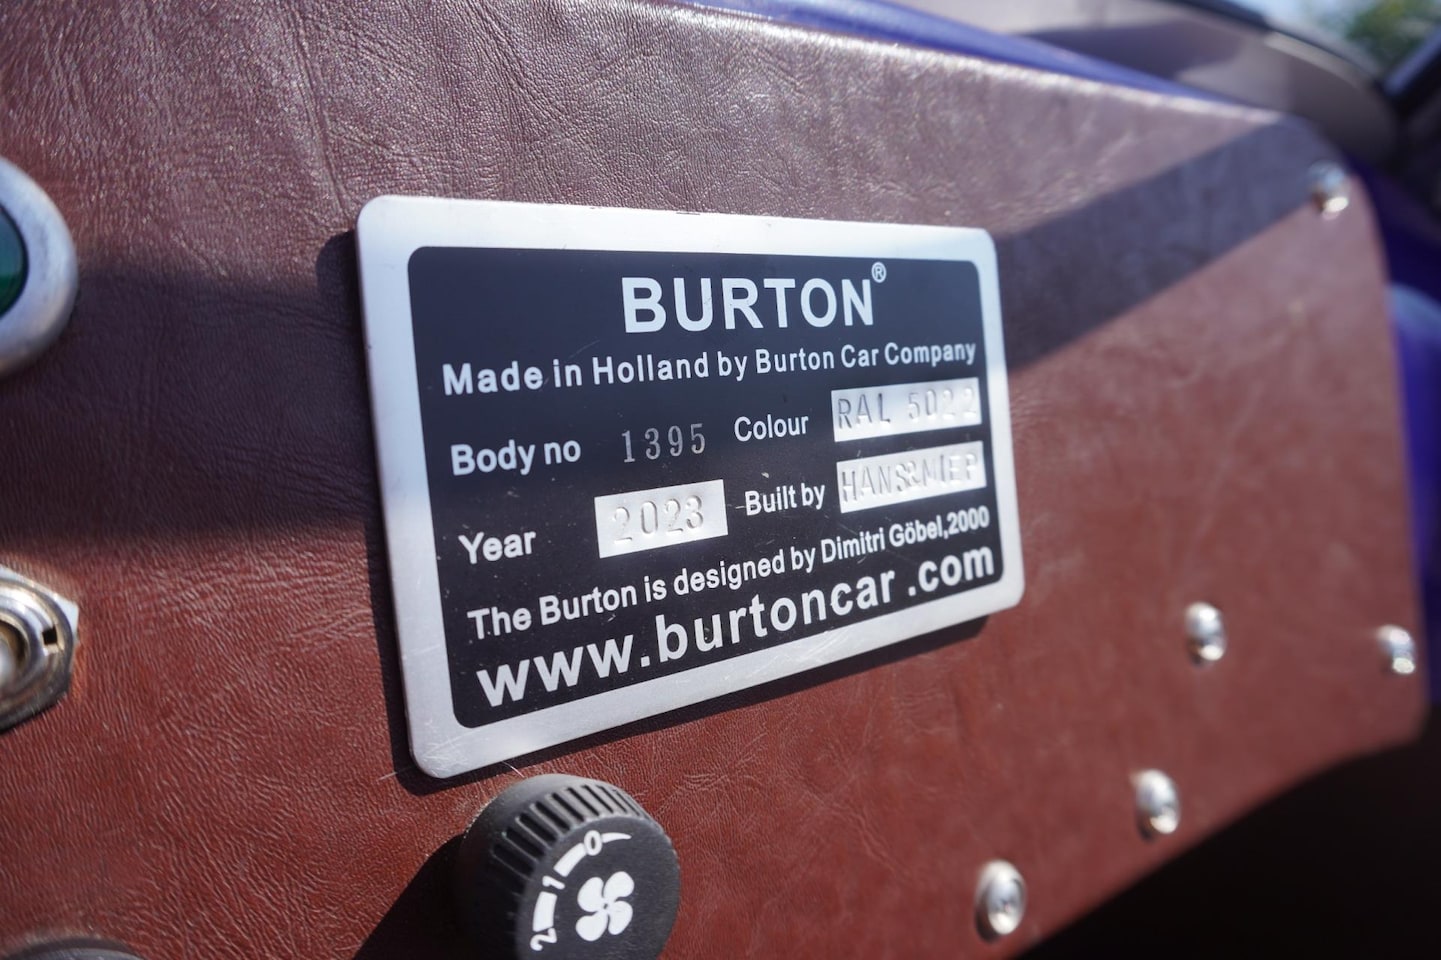 BURTON®
Made in Holland by Burton Car Company
Body no 1395 Colour RAL 5022
Year 2023 Built by HANS&MIEP
The Burton is designed by Dimitri Göbel,2000
www.burtoncar.com
0
1
2